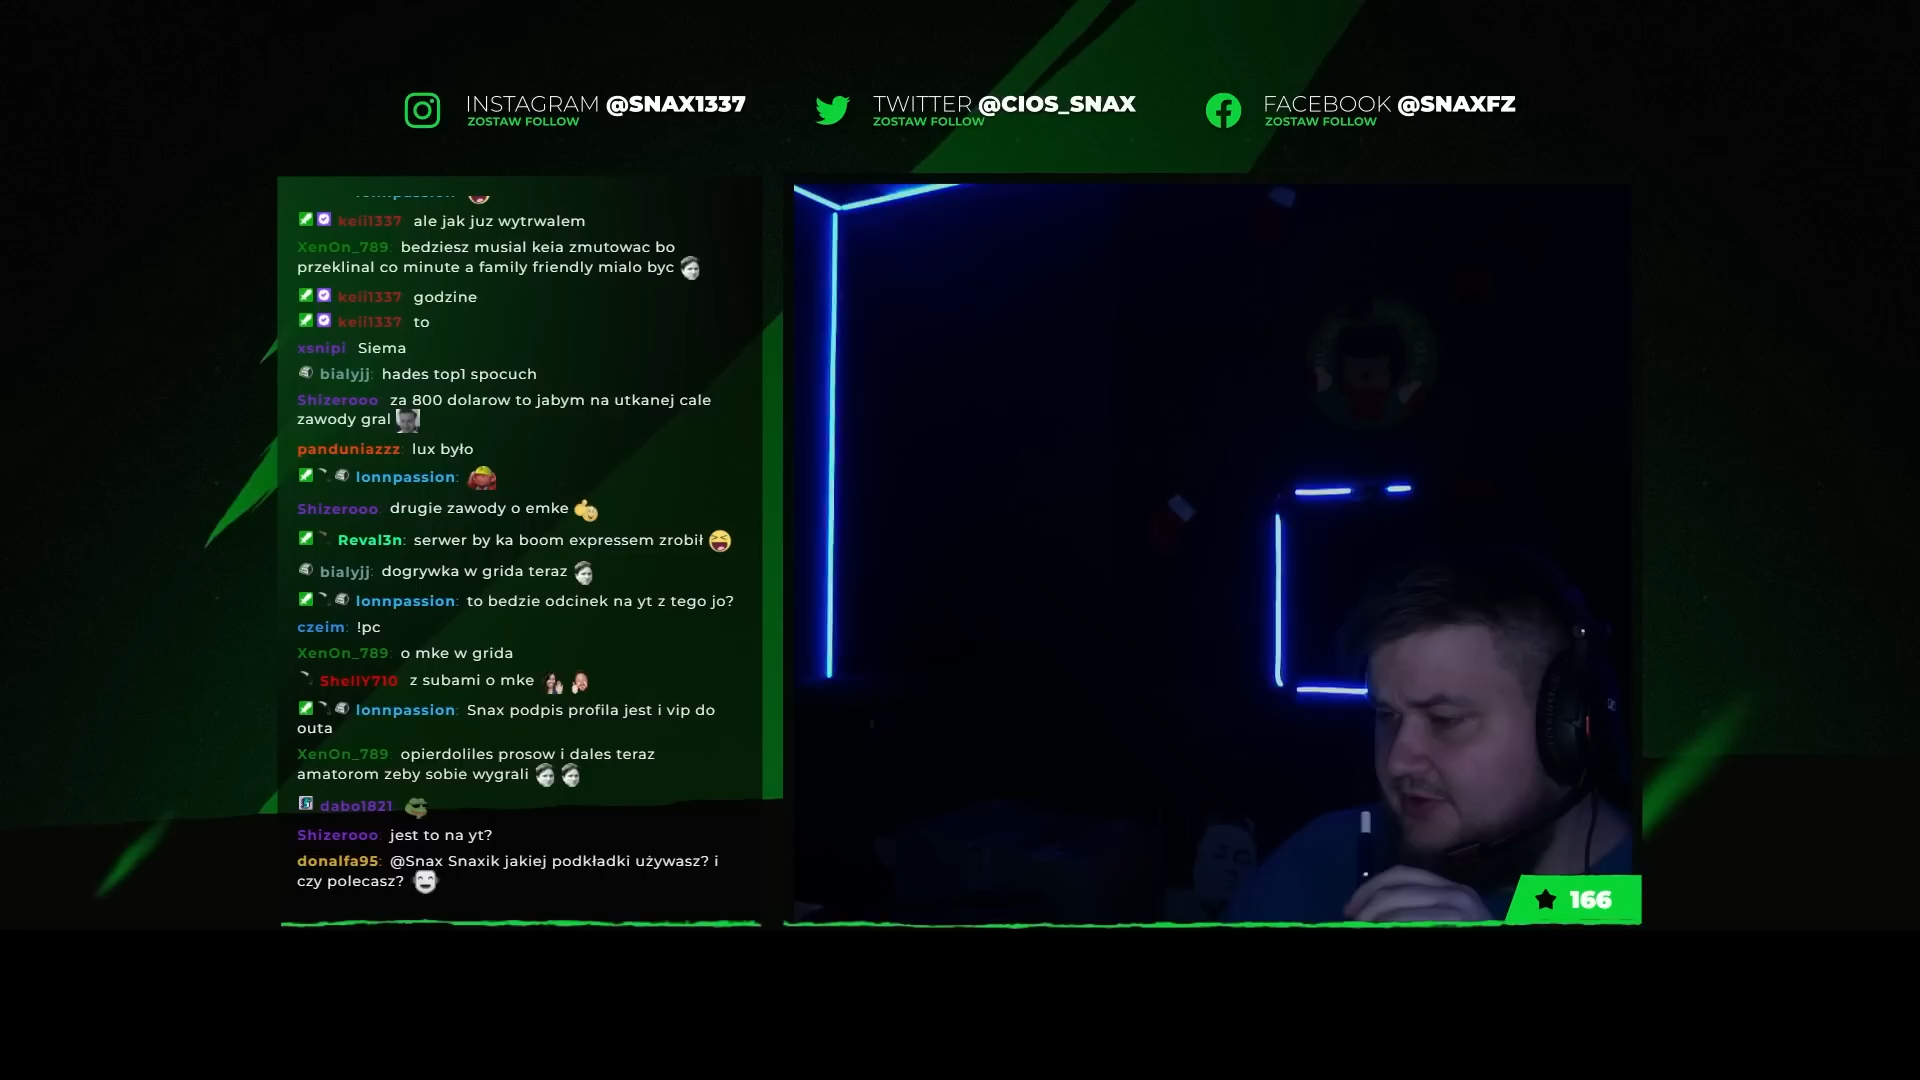 INSTAGRAM @SNAX1337
ZOSTAW FOLLOW
TWITTER @CIOS_SNAX
ZOSTAW FOLLOW
FACEBOOK @SNAXFZ
ZOSTAW FOLLOW
lonnpassion
keii1337 ale jak juz wytrwalem
XenOn_789: bedziesz musial keia zmutowac bo
przeklinal co minute a family friendly mialo byc
keii1337 godzine
keii1337 to
xsnipi Siema
bialyjj: hades top1 spocuch
Shizerooo: za 800 dolarow to jabym na utkanej cale
zawody gral
panduniazzz: lux było
lonnpassion:
Shizerooo: drugie zawody o emke
Reval3n: serwer by ka boom expressem zrobił
bialyjj: dogrywka w grida teraz
lonnpassion: to bedzie odcinek na yt z tego jo?
czeim: !pc
XenOn_789: o mke w grida
ShellY710 z subami o mke
lonnpassion: Snax podpis profila jest i vip do
outa
XenOn_789: opierdoliles prosow i dales teraz
amatorom zeby sobie wygrali
dabo1821:
Shizerooo: jest to na yt?
donalfa95: @Snax Snaxik jakiej podkładki używasz? i
czy polecasz?
166